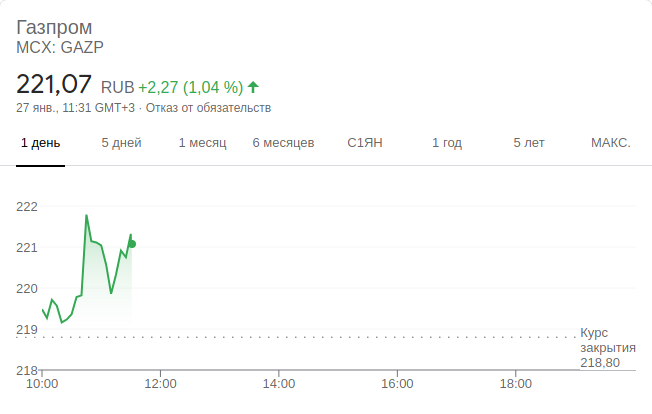 Газпром
MCX: GAZP
221,07 RUB +2,27 (1,04 %)
27 янв., 11:31 GMT+3 · Отказ от обязательств
1 день 5 дней 1 месяц 6 месяцев С1ЯН 1 год 5 лет МАКС.
222
221
220
219
Курс
закрытия
218,80
218
10:00 12:00 14:00 16:00 18:00